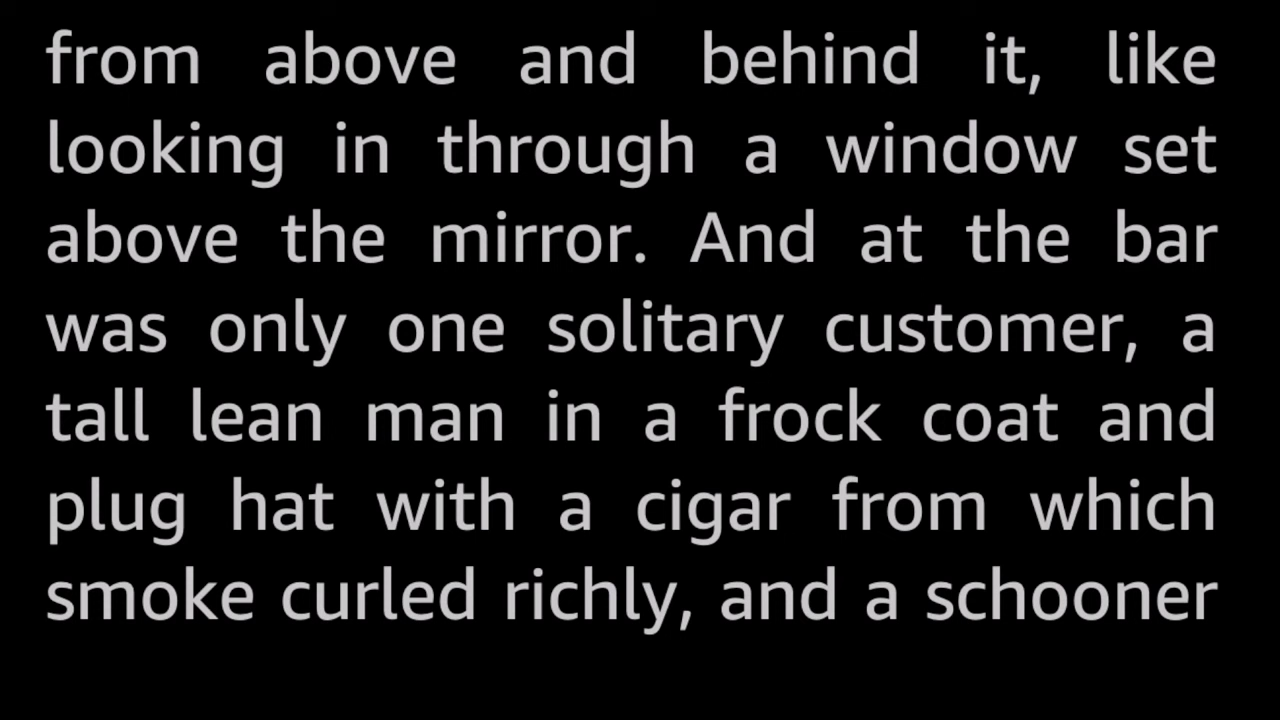 from above and behind it, like
looking in through a window set
above the mirror. And at the bar
was only one solitary customer, a
tall lean man in a frock coat and
plug hat with a cigar from which
smoke curled richly, and a schooner